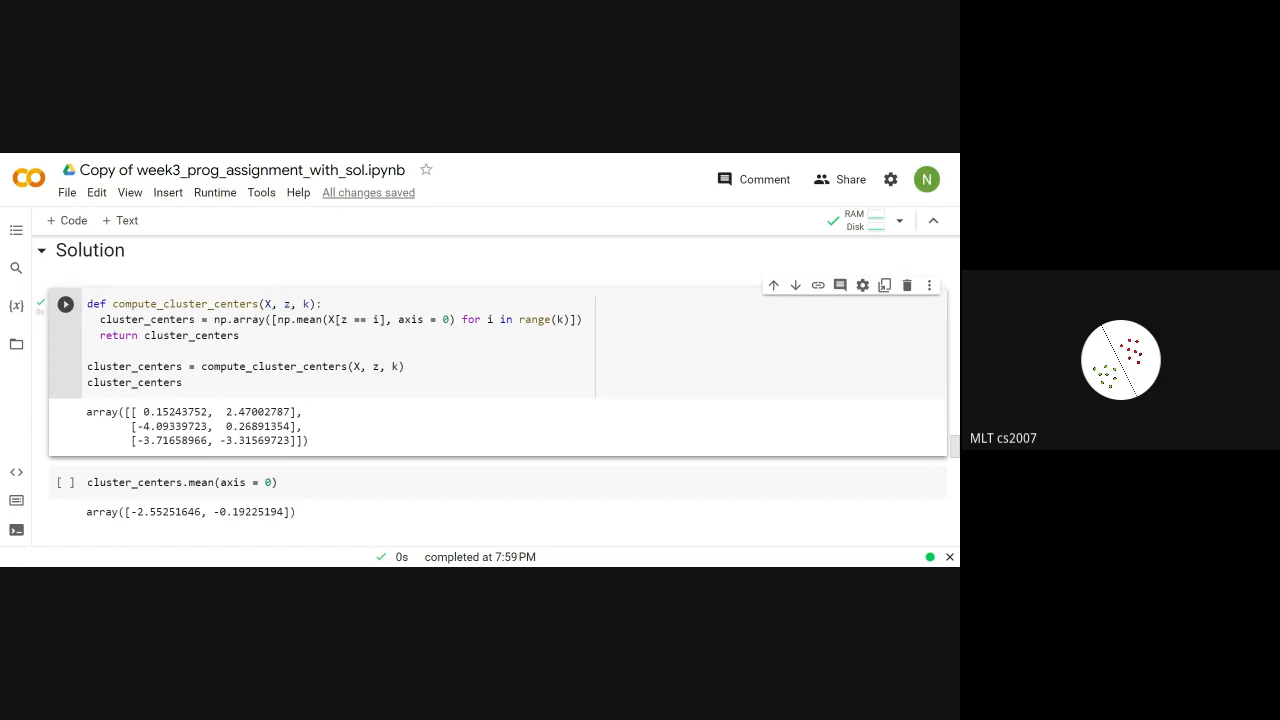 Copy of week3_prog_assignment_with_sol.ipynb
Comment
Share
N
File Edit View Insert Runtime Tools Help All changes saved
+ Code + Text
RAM
Disk
Solution
{x}
0s
def compute_cluster_centers(X, z, k):
cluster_centers = np.array([np.mean(X[z == i], axis = 0) for i in range(k)])
return cluster_centers
cluster_centers = compute_cluster_centers(X, z, k)
cluster_centers
array([[ 0.15243752, 2.47002787],
[-4.09339723, 0.26891354],
[-3.71658966, -3.31569723]])
[ ] cluster_centers.mean(axis = 0)
array([-2.55251646, -0.19225194])
0s completed at 7:59 PM
MLT cs2007